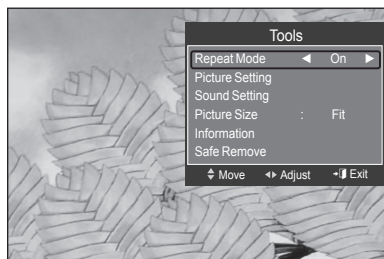 Tools
Repeat Mode ◀ On ▶
Picture Setting
Sound Setting
Picture Size : Fit
Information
Safe Remove
Move Adjust Exit